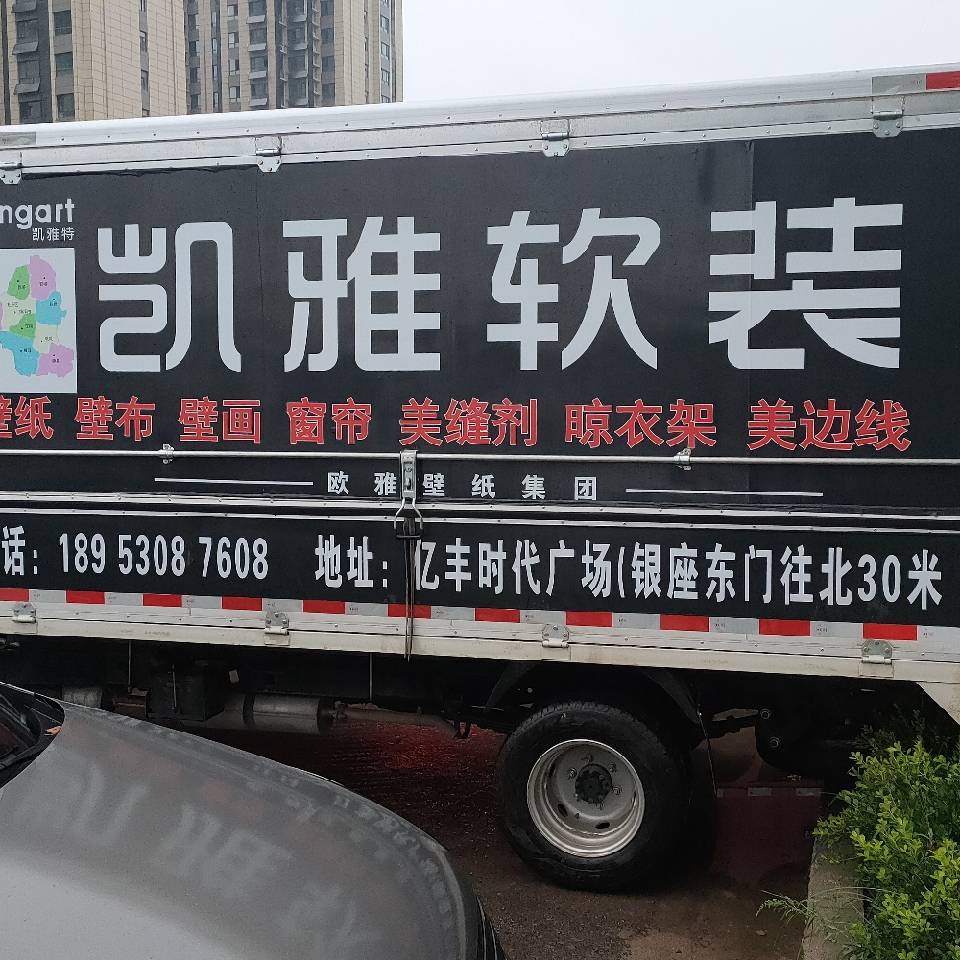 ngart
凯雅特
凯雅软装
壁纸 壁布 壁画 窗帘 美缝剂 晾衣架 美边线
欧雅壁纸集团
话: 189 5308 7608 地址: 亿丰时代广场(银座东门往北30米